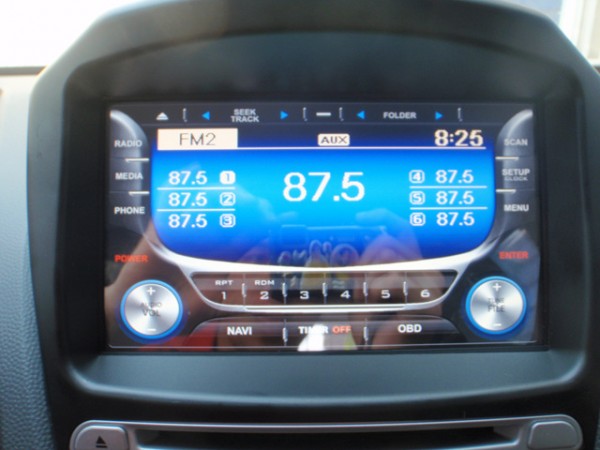 SEEK
TRACK
FOLDER
RADIO
FM2
AUX
8:25
SCAN
MEDIA
87.5 1
87.5
4 87.5
SETUP
CLOCK
87.5 2
5 87.5
PHONE
87.5 3
6 87.5
MENU
POWER
ENTER
RPT
RDM
1 2 3 4 5 6
VOL
NAVI
TIMER OFF
OBD